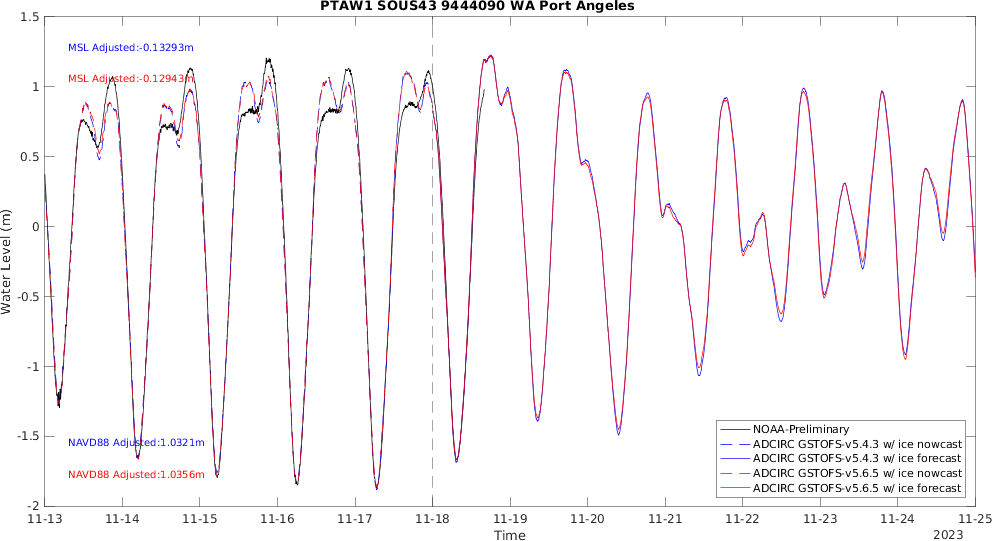 PTAW1 SOUS43 9444090 WA Port Angeles
1.5
MSL Adjusted:-0.13293m
MSL Adjusted:-0.12943m
1
0.5
0
Water Level (m)
-0.5
-1
-1.5
NAVD88 Adjusted:1.0321m
NAVD88 Adjusted:1.0356m
-2
NOAA-Preliminary
ADCIRC GSTOFS-v5.4.3 w/ ice nowcast
ADCIRC GSTOFS-v5.4.3 w/ ice forecast
ADCIRC GSTOFS-v5.6.5 w/ ice nowcast
ADCIRC GSTOFS-v5.6.5 w/ ice forecast
11-13 11-14 11-15 11-16 11-17 11-18 11-19 11-20 11-21 11-22 11-23 11-24 11-25
Time
2023